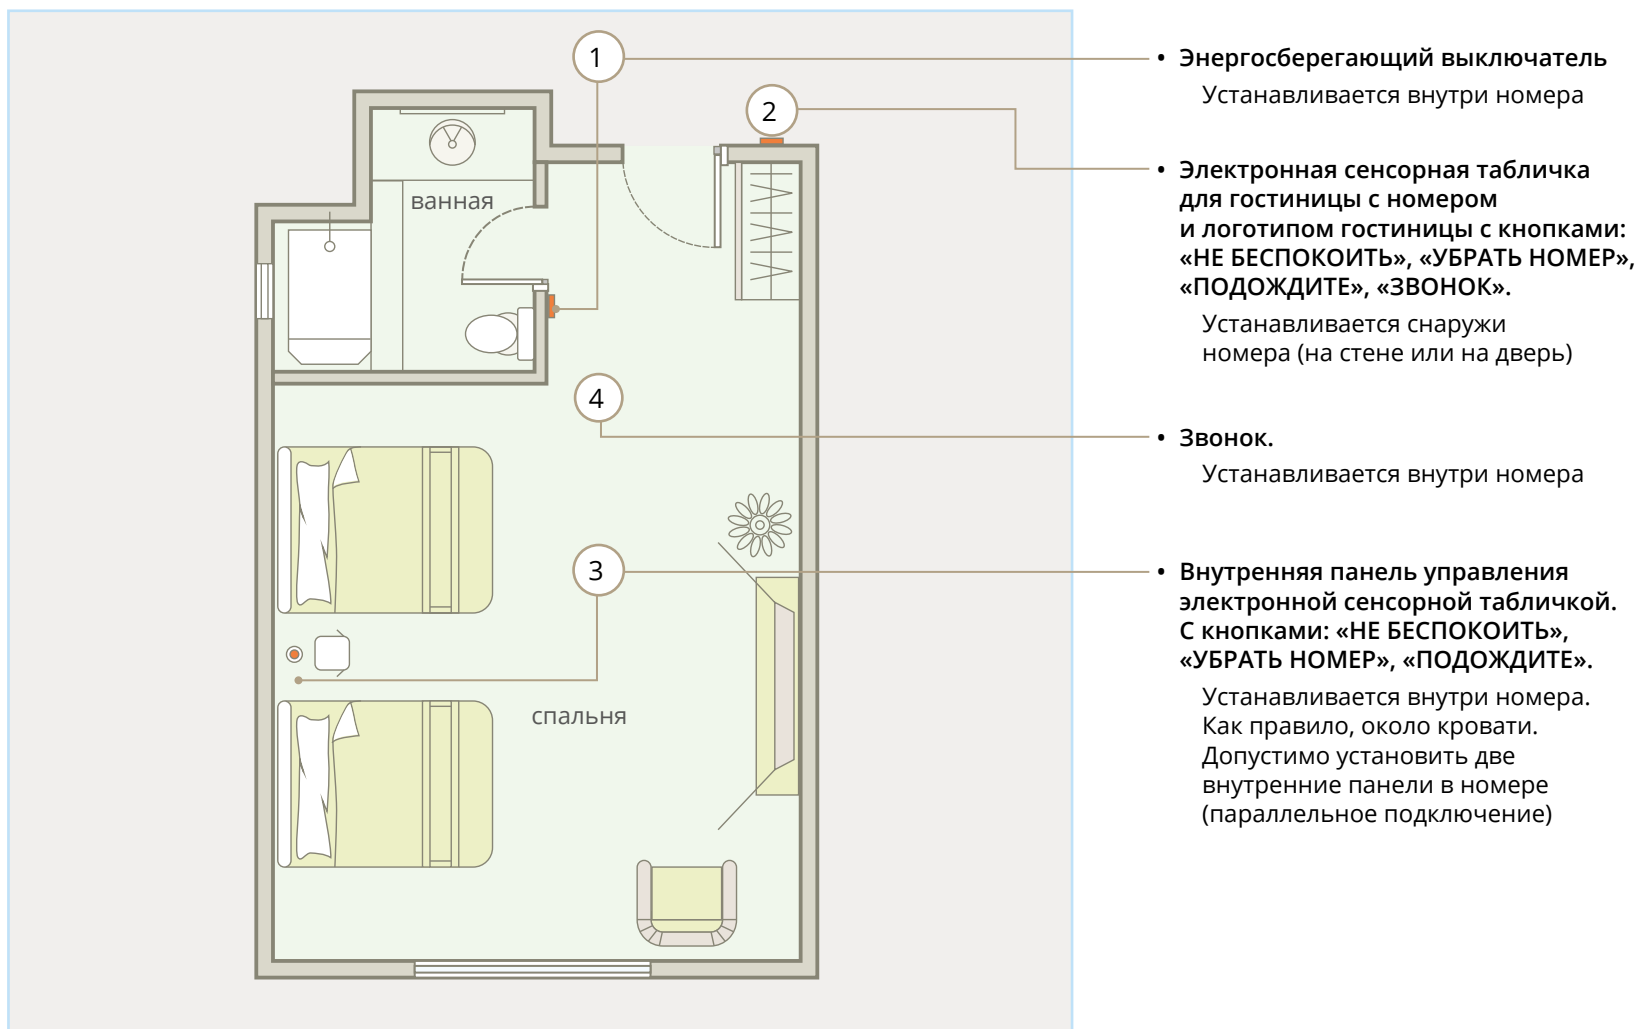 1
• Энергосберегающий выключатель
Устанавливается внутри номера
2
• Электронная сенсорная табличка
для гостиницы с номером
и логотипом гостиницы с кнопками:
«НЕ БЕСПОКОИТЬ», «УБРАТЬ НОМЕР»,
«ПОДОЖДИТЕ», «ЗВОНОК».
Устанавливается снаружи
номера (на стене или на дверь)
ванная
4
• Звонок.
Устанавливается внутри номера
3
• Внутренняя панель управления
электронной сенсорной табличкой.
С кнопками: «НЕ БЕСПОКОИТЬ»,
«УБРАТЬ НОМЕР», «ПОДОЖДИТЕ».
Устанавливается внутри номера.
Как правило, около кровати.
Допустимо установить две
внутренние панели в номере
(параллельное подключение)
спальня